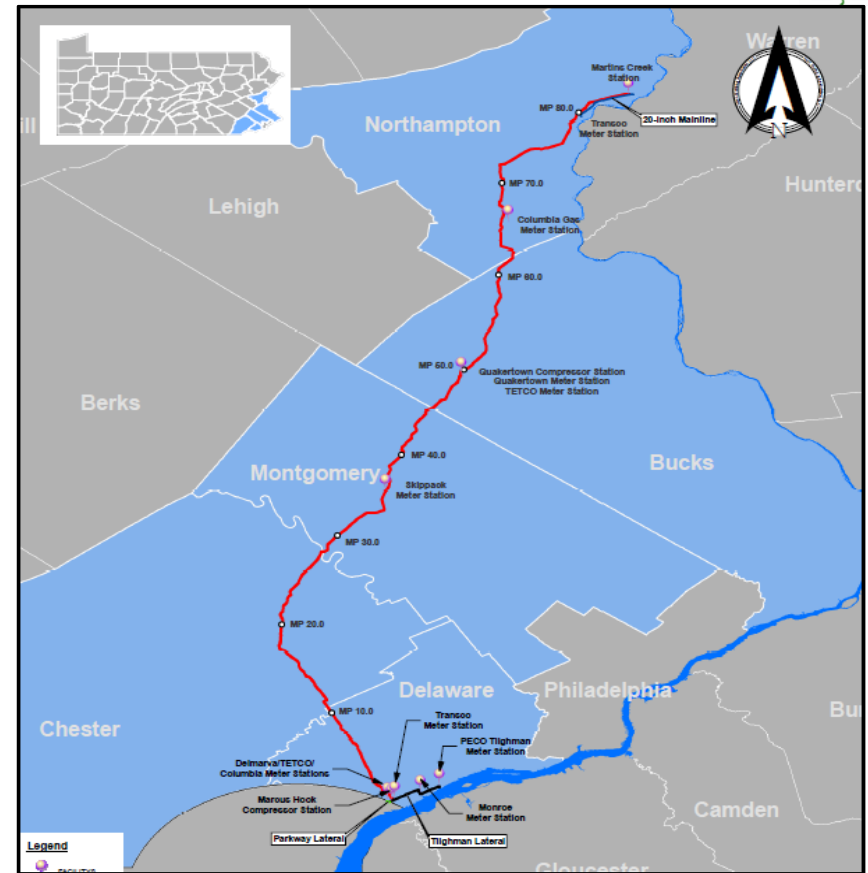 Warren
Martins Creek
Station
MP 80.0
20-Inch Mainline
Transco
Meter Station
Northampton
ill
N
MP 70.0
Hunterd
Lehigh
Columbia Gas
Meter Station
MP 60.0
MP 50.0
Quakertown Compressor Station
Quakertown Meter Station
TETCO Meter Station
Berks
MP 40.0
Bucks
Montgomery
Skippack
Meter Station
MP 30.0
MP 20.0
Delaware
Philadelphia
MP 10.0
Bu
Chester
Transco
Meter Station
PECO Tilghman
Meter Station
Delmarva/TETCO/
Columbia Meter Stations
Marcus Hook
Compressor Station
Monroe
Meter Station
Camden
Parkway Lateral
Tilghman Lateral
Legend
Gloucester